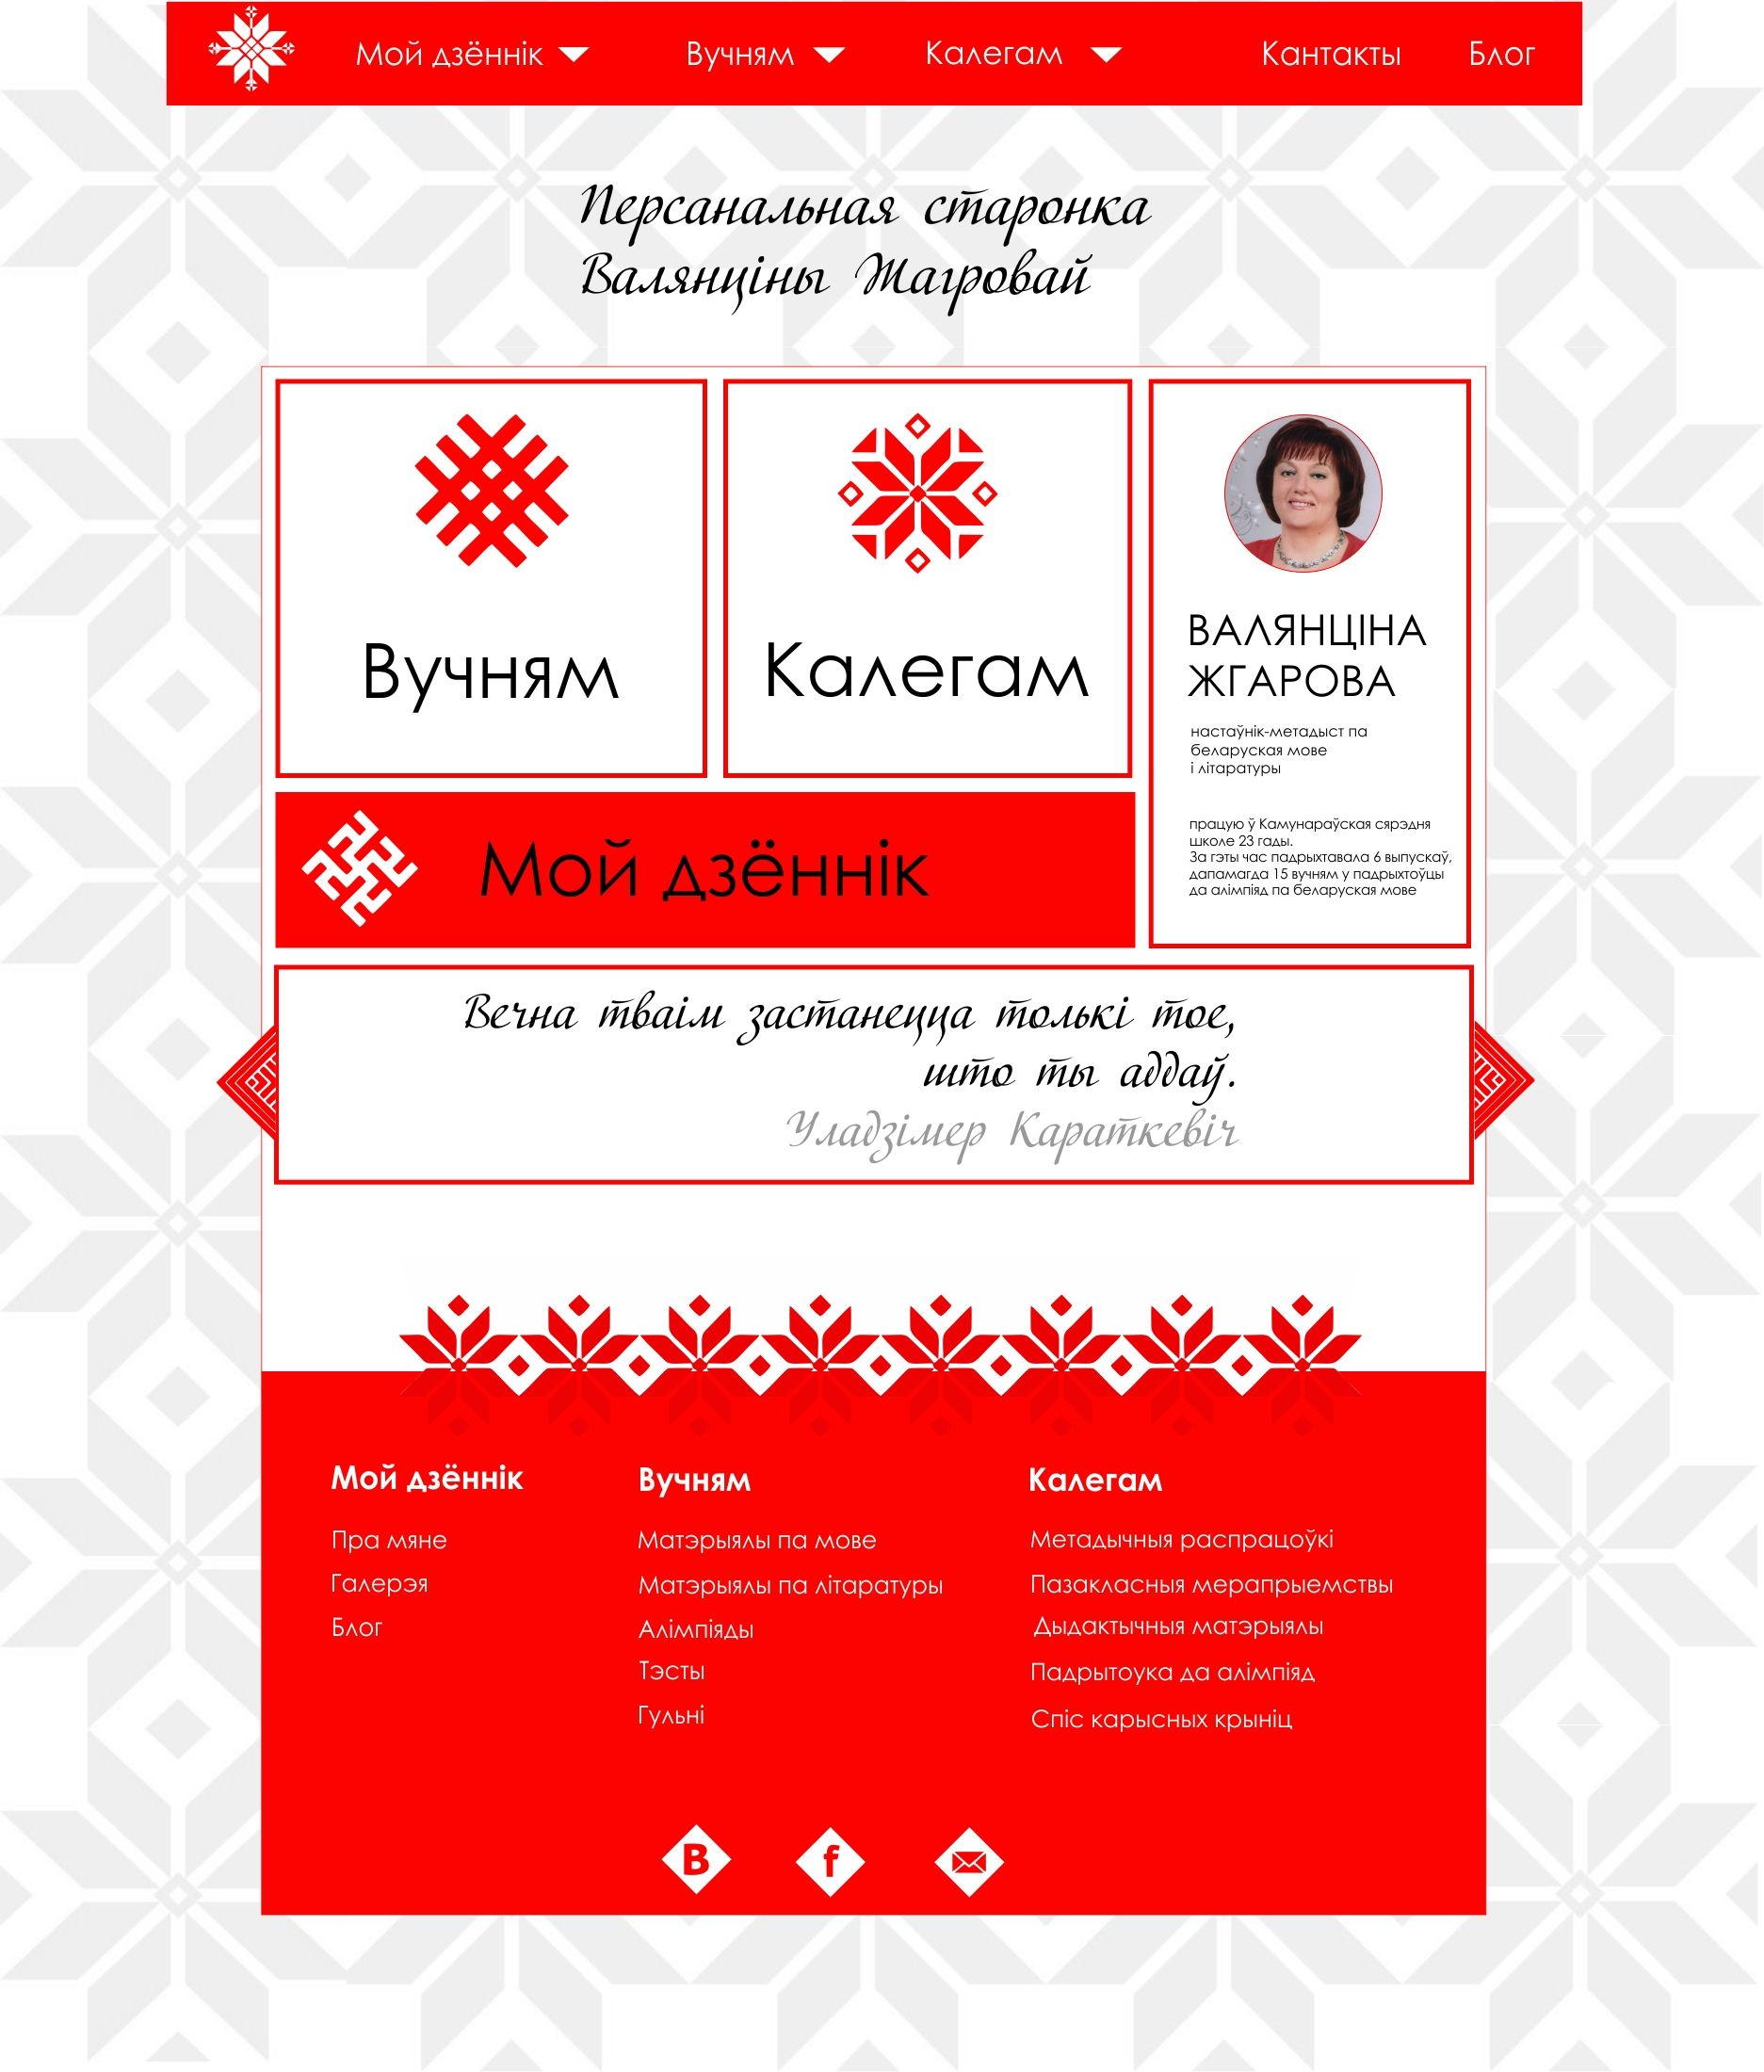 Мой дзённік
Вучням
Калегам
Кантакты
Блог
Персанальная старонка
Валянціны Жагровай
Вучням
Калегам
ВАЛЯНЦІНА
ЖГАРОВА
настаўнік-метадыст па
беларуская мове
і літаратуры
працую ў Камунараўская сярэдня
школе 23 гады.
За гэты час падрыхтавала 6 выпускаў,
дапамагда 15 вучням у падрыхтоўцы
да алімпіяд па беларуская мове
Мой дзённік
Вечна тваім застанецца толькі тое,
што ты аддаў.
Уладзімер Караткевіч
Мой дзённік
Пра мяне
Галерэя
Блог
Вучням
Матэрыялы па мове
Матэрыялы па літаратуры
Алімпіяды
Тэсты
Гульні
Калегам
Метадычныя распрацоўкі
Пазакласныя мерапрыемствы
Дыдактычныя матэрыялы
Падрытоука да алімпіяд
Спіс карысных крыніц
В
f